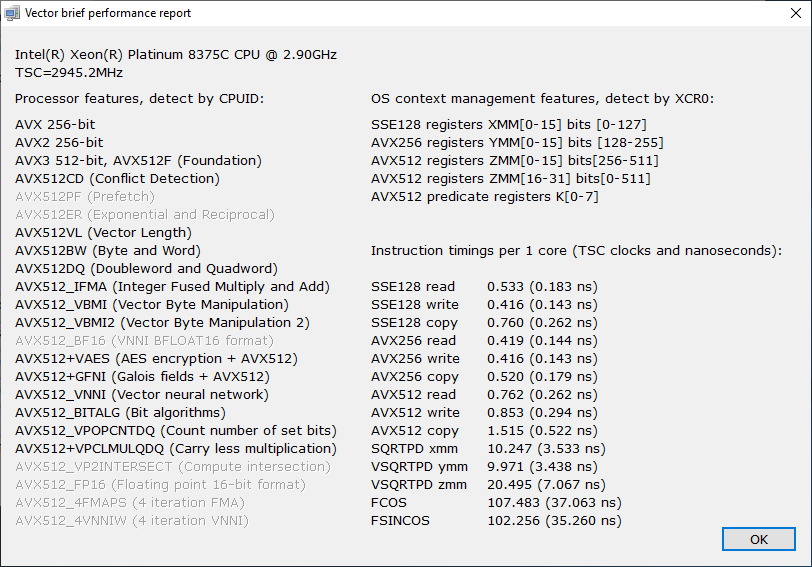 Vector brief performance report
Intel(R) Xeon(R) Platinum 8375C CPU @ 2.90GHz
TSC=2945.2MHz
Processor features, detect by CPUID:
AVX 256-bit
AVX2 256-bit
AVX3 512-bit, AVX512F (Foundation)
AVX512CD (Conflict Detection)
AVX512PF (Prefetch)
AVX512ER (Exponential and Reciprocal)
AVX512VL (Vector Length)
AVX512BW (Byte and Word)
AVX512DQ (Doubleword and Quadword)
AVX512_IFMA (Integer Fused Multiply and Add)
AVX512_VBMI (Vector Byte Manipulation)
AVX512_VBMI2 (Vector Byte Manipulation 2)
AVX512_BF16 (VNNI BFLOAT16 format)
AVX512+VAES (AES encryption + AVX512)
AVX512+GFNI (Galois fields + AVX512)
AVX512_VNNI (Vector neural network)
AVX512_BITALG (Bit algorithms)
AVX512_VPOPCNTDQ (Count number of set bits)
AVX512+VPCLMULQDQ (Carry less multiplication)
AVX512_VP2INTERSECT (Compute intersection)
AVX512_FP16 (Floating point 16-bit format)
AVX512_4FMAPS (4 iteration FMA)
AVX512_4VNNIW (4 iteration VNNI)
OS context management features, detect by XCR0:
SSE128 registers XMM[0-15] bits [0-127]
AVX256 registers YMM[0-15] bits [128-255]
AVX512 registers ZMM[0-15] bits[256-511]
AVX512 registers ZMM[16-31] bits[0-511]
AVX512 predicate registers K[0-7]
Instruction timings per 1 core (TSC clocks and nanoseconds):
SSE128 read 0.533 (0.183 ns)
SSE128 write 0.416 (0.143 ns)
SSE128 copy 0.760 (0.262 ns)
AVX256 read 0.419 (0.144 ns)
AVX256 write 0.416 (0.143 ns)
AVX256 copy 0.520 (0.179 ns)
AVX512 read 0.762 (0.262 ns)
AVX512 write 0.853 (0.294 ns)
AVX512 copy 1.515 (0.522 ns)
SQRTPD xmm 10.247 (3.533 ns)
VSQRTPD ymm 9.971 (3.438 ns)
VSQRTPD zmm 20.495 (7.067 ns)
FCOS 107.483 (37.063 ns)
FSINCOS 102.256 (35.260 ns)
OK